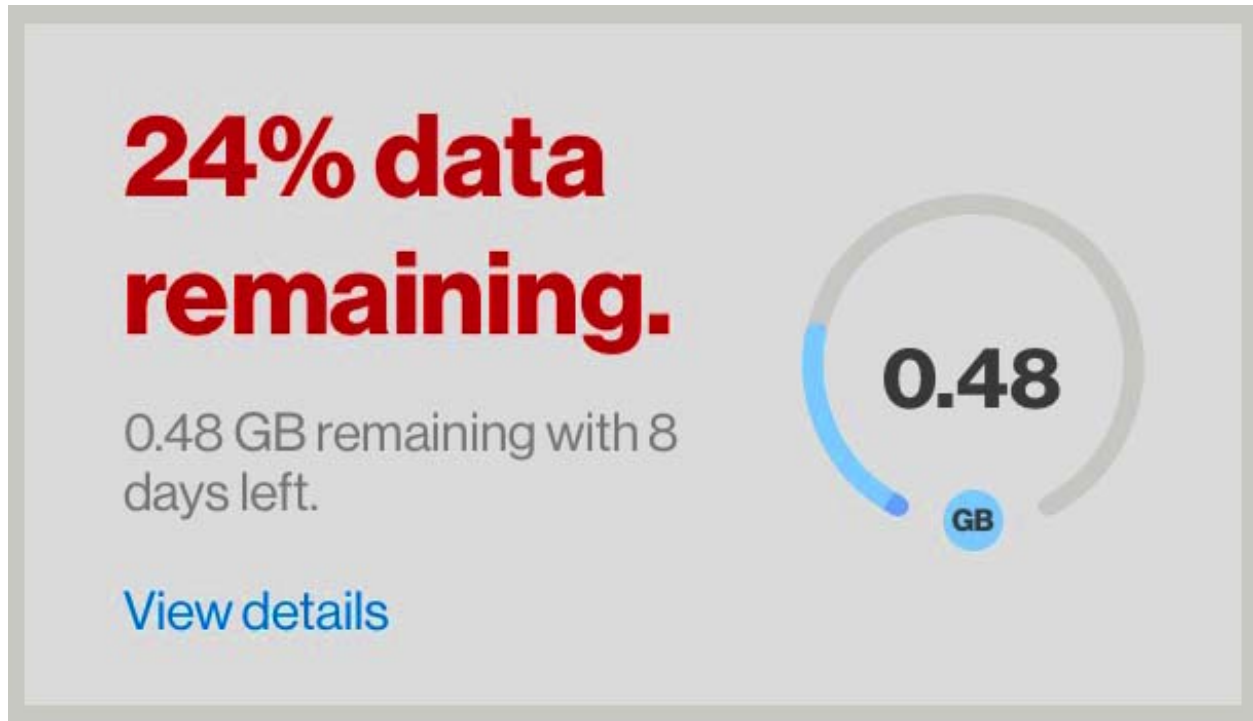 24% data
remaining.
0.48 GB remaining with 8
days left.
View details
0.48
GB